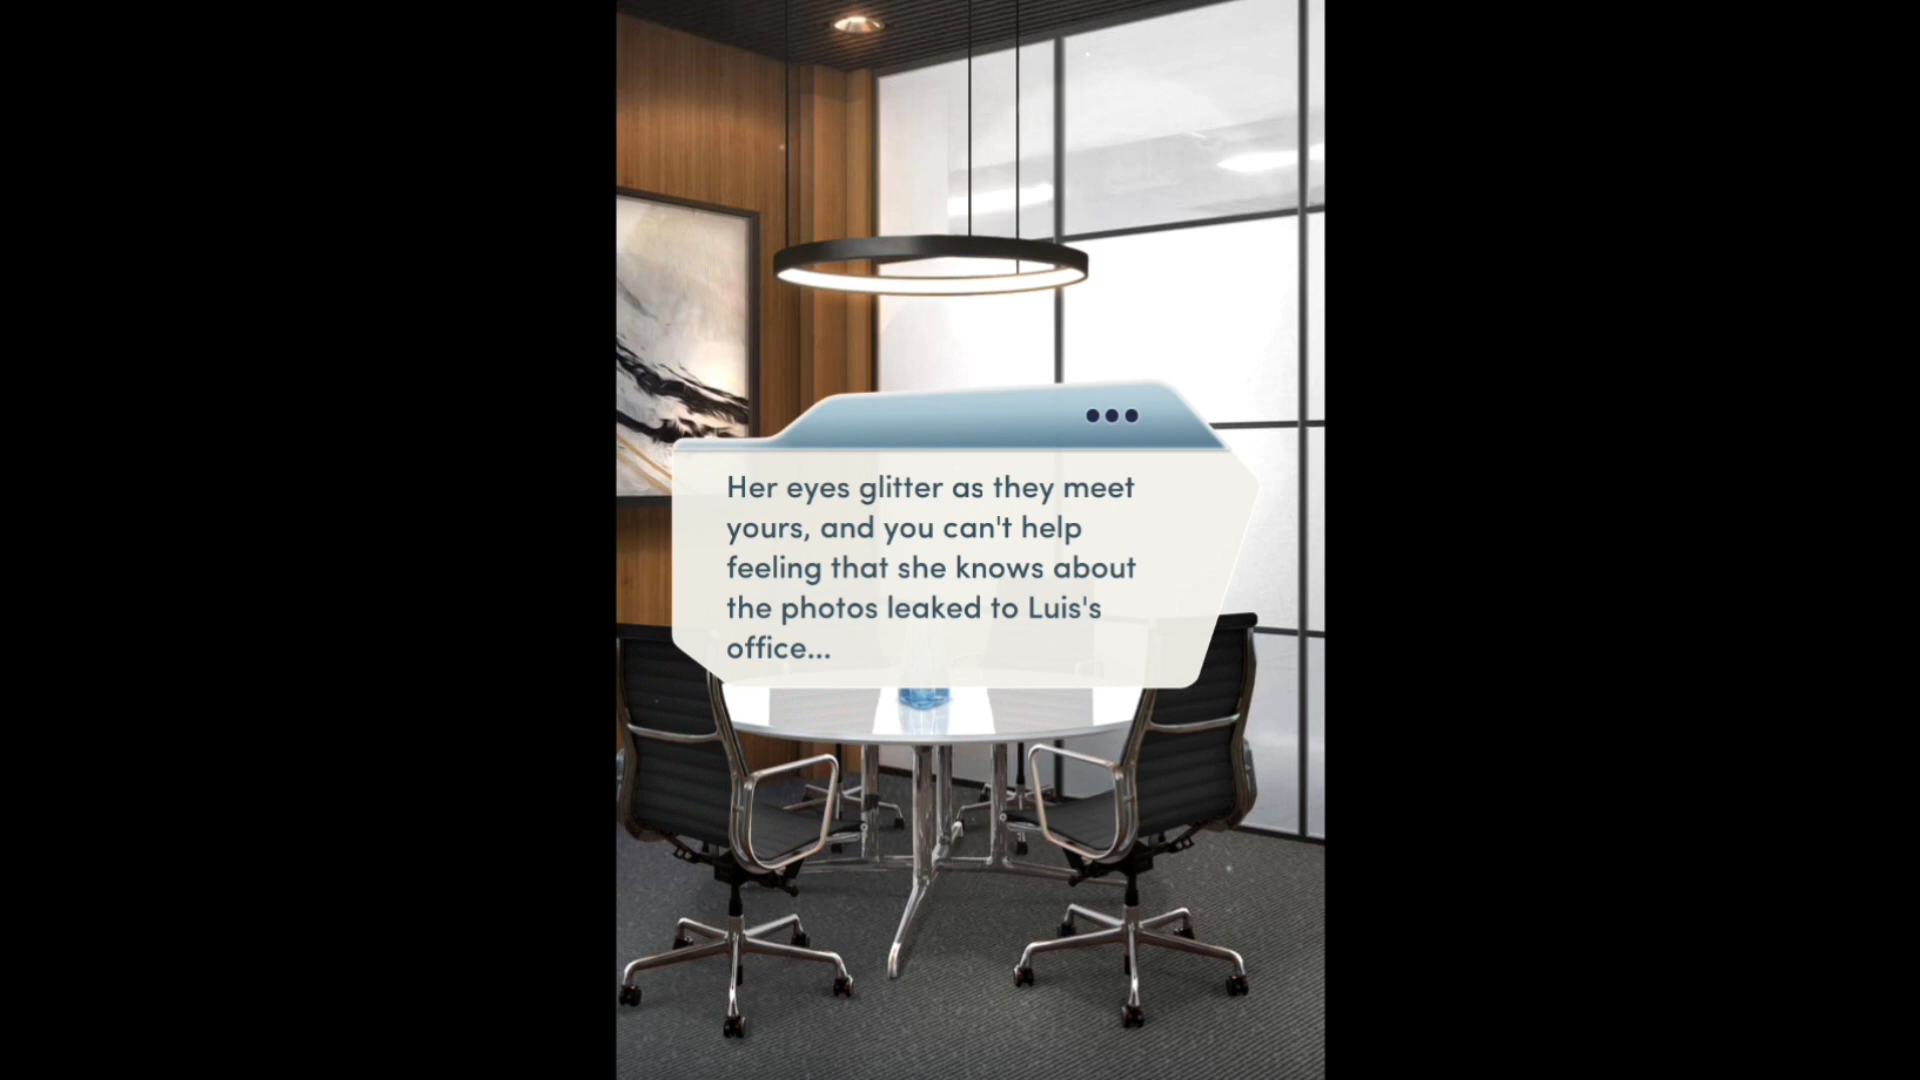 Her eyes glitter as they meet
yours, and you can't help
feeling that she knows about
the photos leaked to Luis's
office...